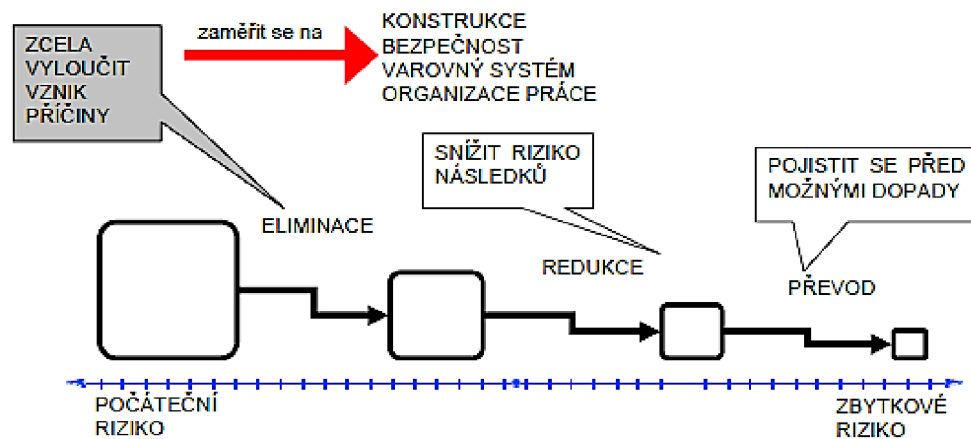 ZCELA
VYLOUČIT
VZNIK
PŘÍČINY
zaměřit se na
KONSTRUKCE
BEZPEČNOST
VAROVNÝ SYSTÉM
ORGANIZACE PRÁCE
SNÍŽIT RIZIKO
NÁSLEDKŮ
POJISTIT SE PŘED
MOŽNÝMI DOPADY
ELIMINACE
REDUKCE
PŘEVOD
POČÁTEČNÍ
RIZIKO
ZBYTKOVÉ
RIZIKO